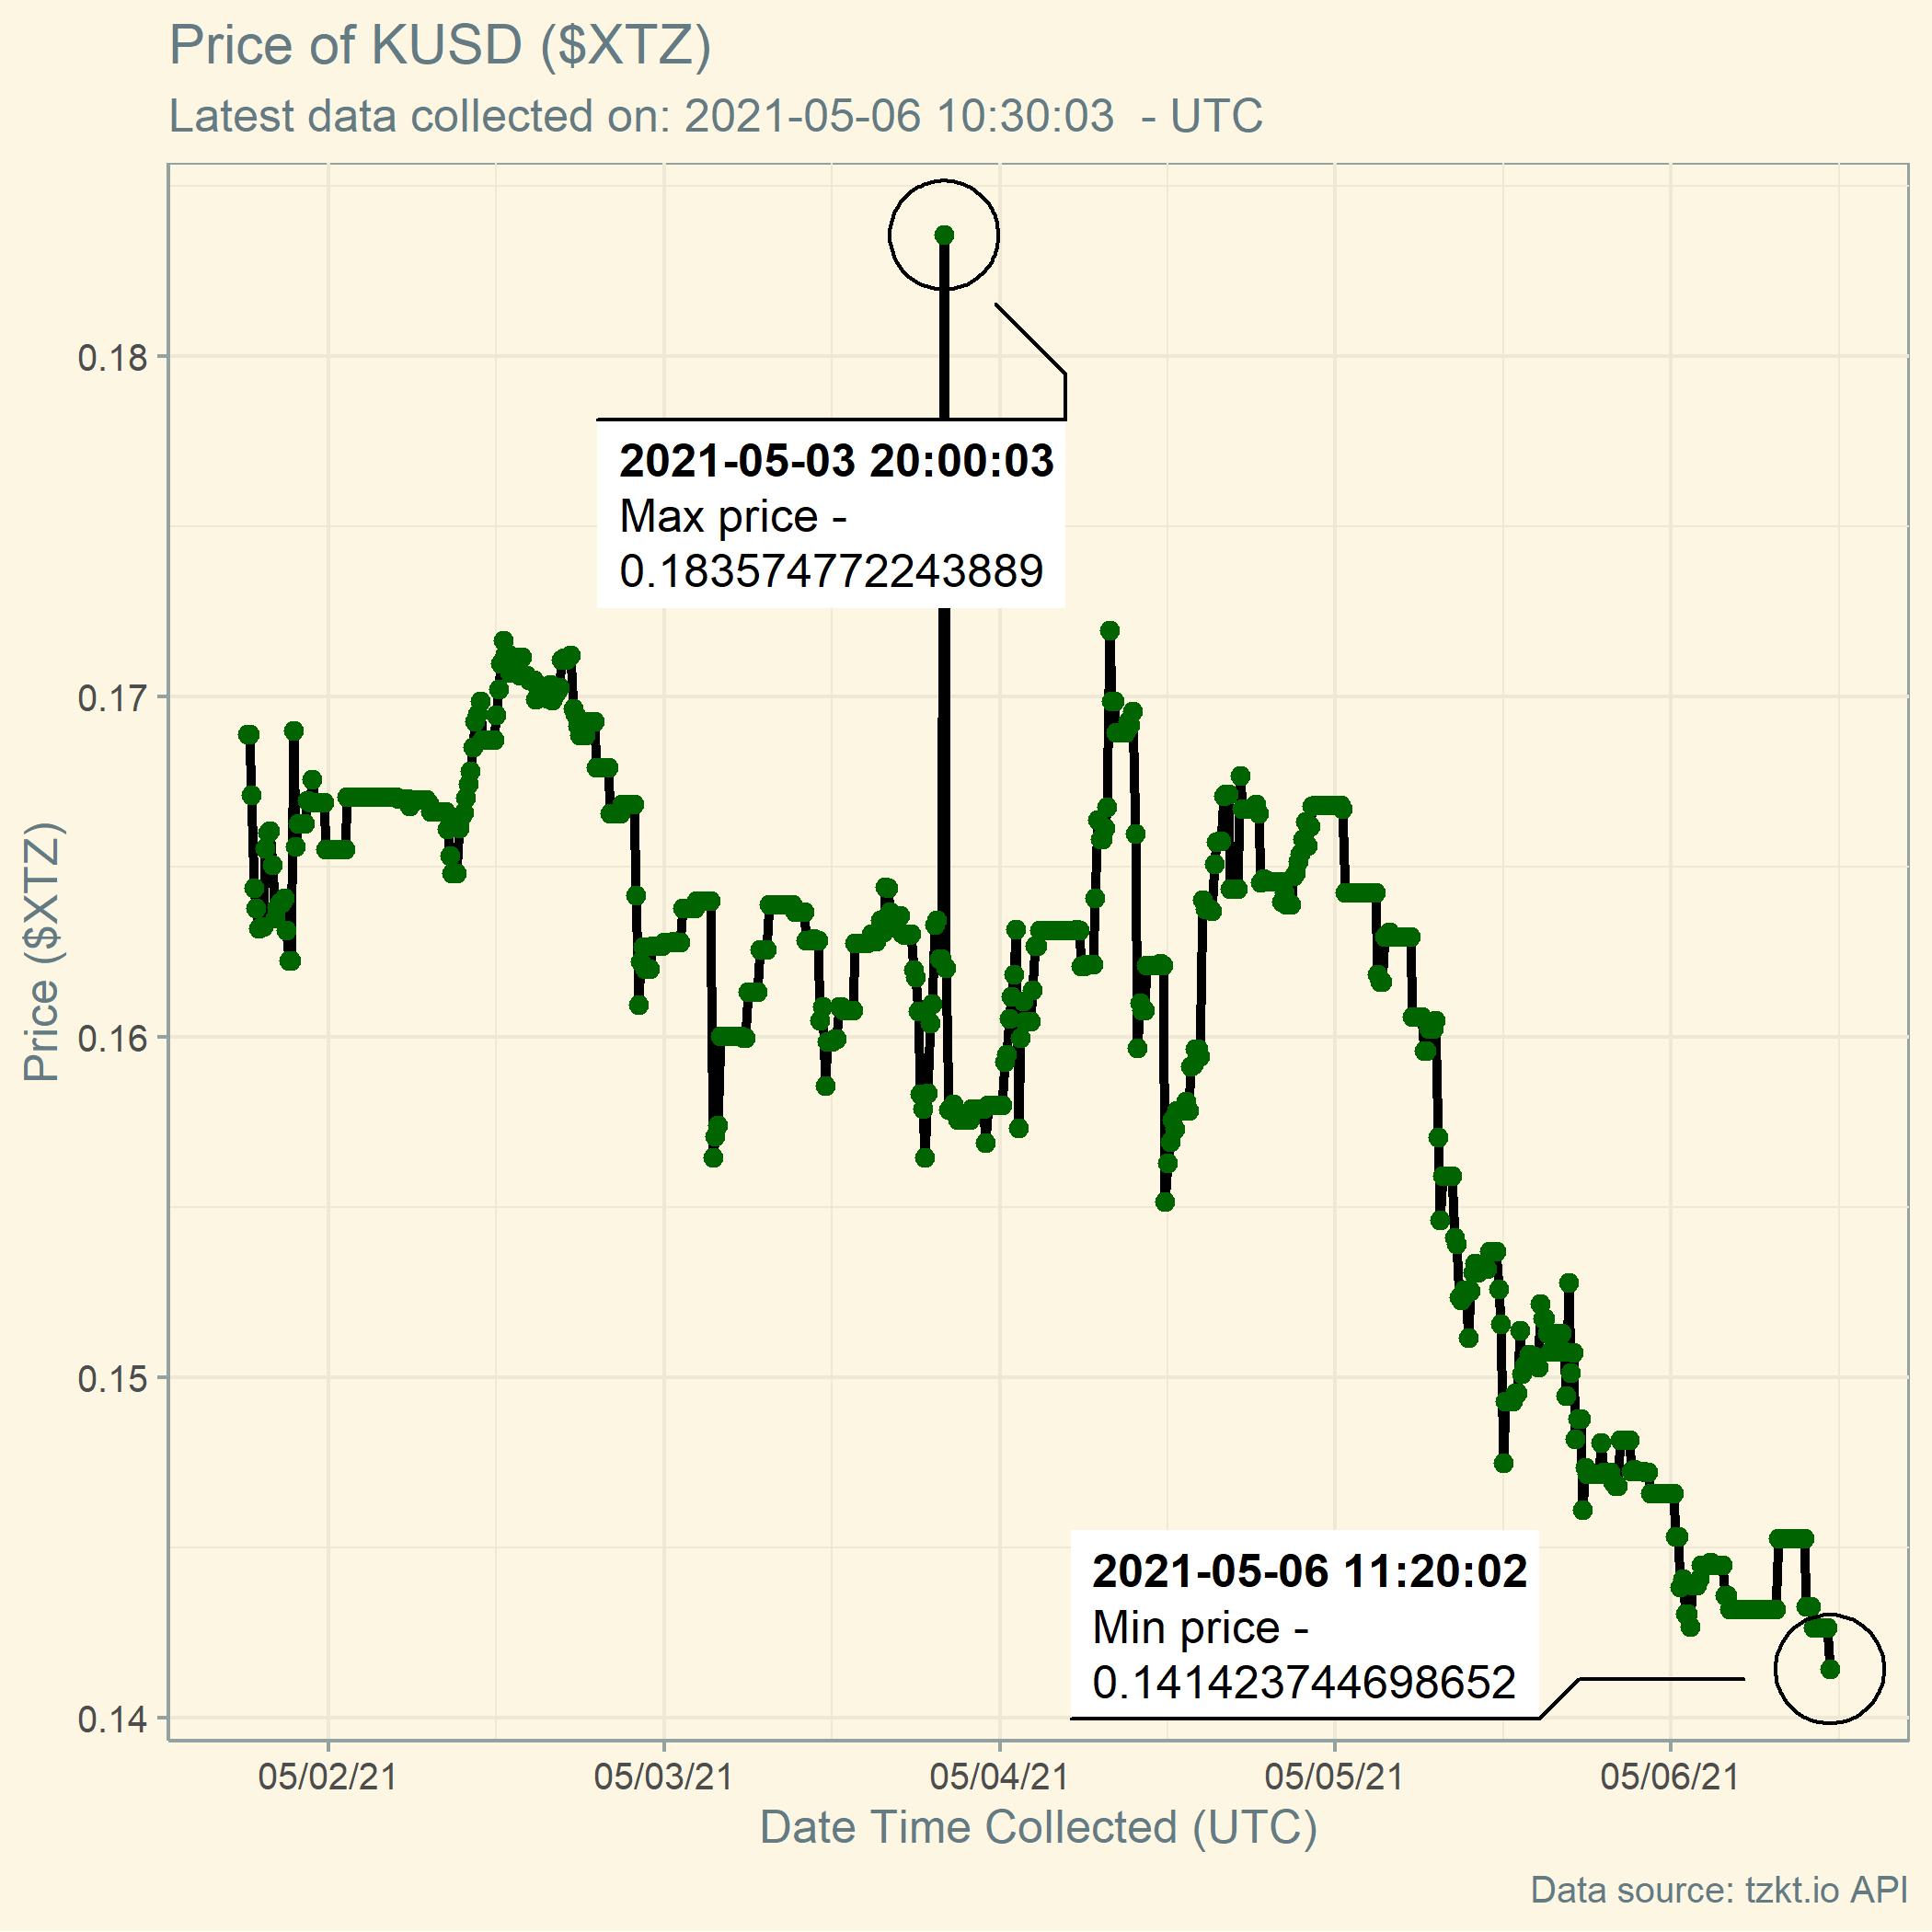 Price of KUSD ($XTZ)
Latest data collected on: 2021-05-06 10:30:03  - UTC
2021-05-03 20:00:03
Max price -
0.183574772243889
0.18
0.17
0.16
0.15
0.14
Price ($XTZ)
2021-05-06 11:20:02
Min price -
0.141423744698652
05/02/21
05/03/21
05/04/21
05/05/21
05/06/21
Date Time Collected (UTC)
Data source: tzkt.io API